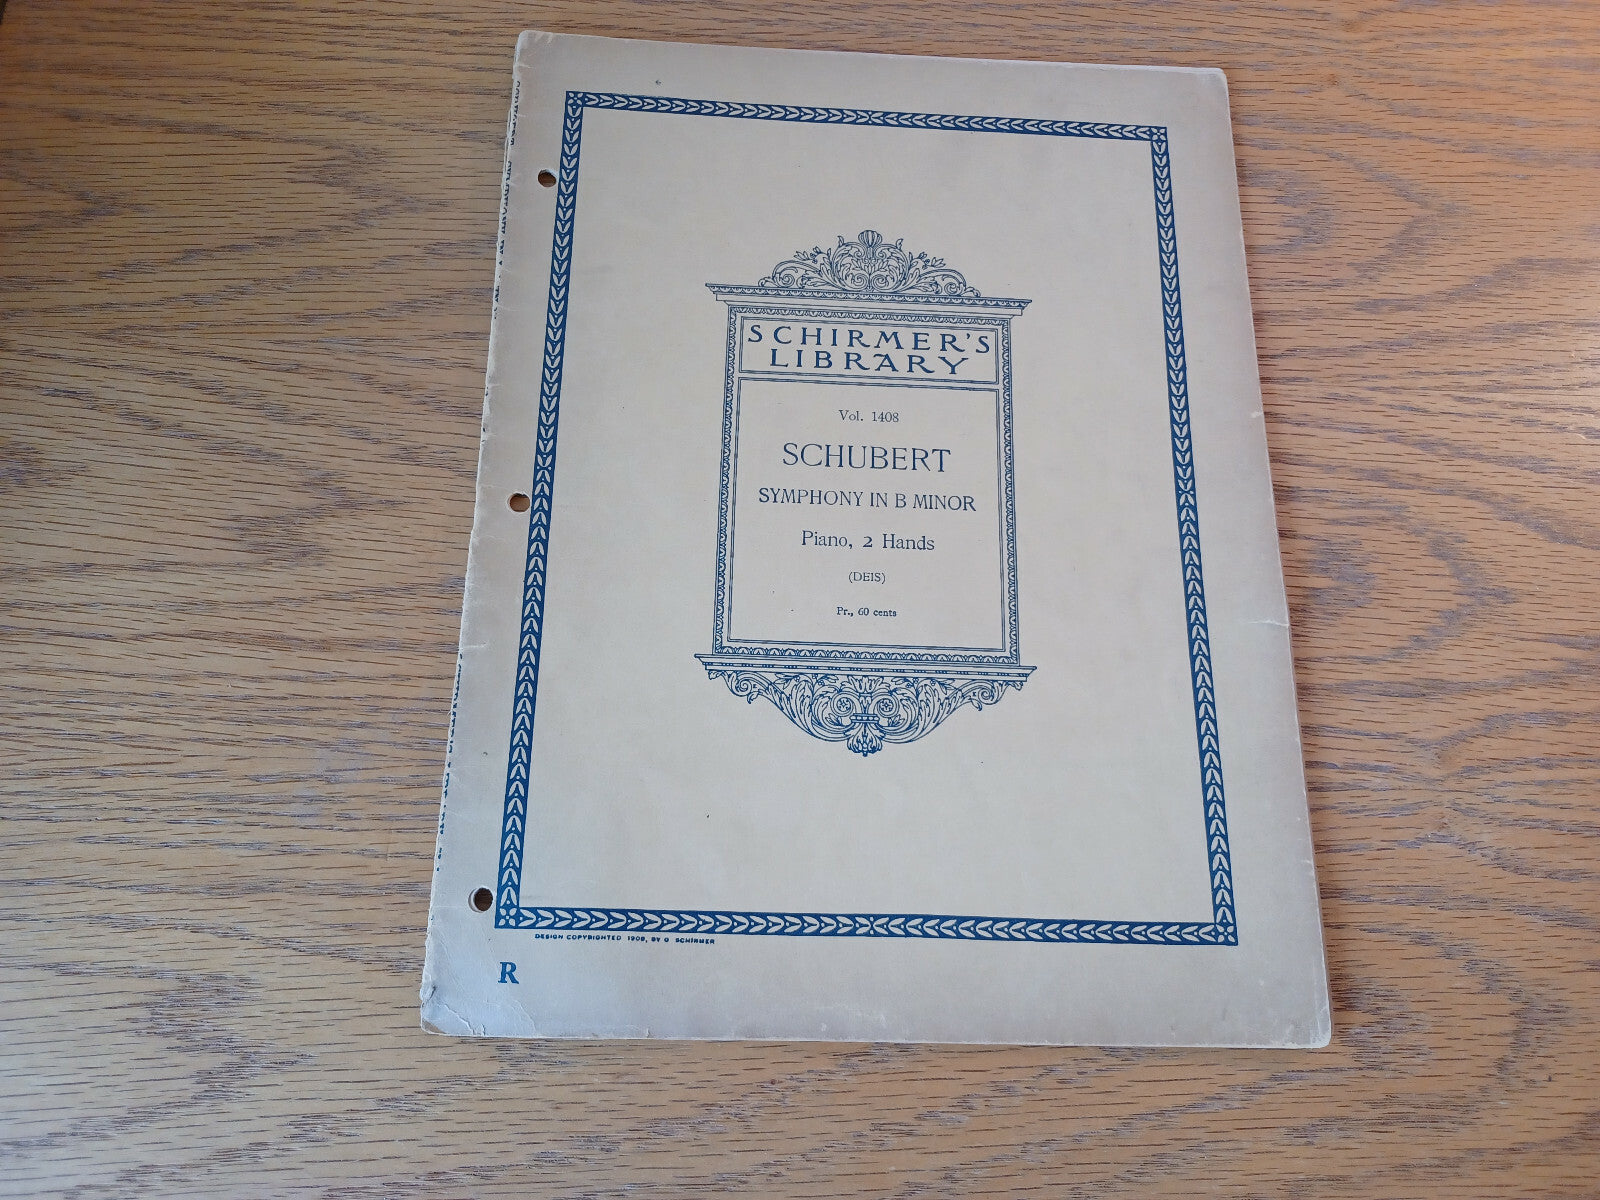 SCHIRMER'S
LIBRARY
Vol. 1408
SCHUBERT
SYMPHONY IN B MINOR
Piano, 2 Hands
(DEIS)
Pr., 60 cents
DESIGN COPYRIGHTED 1908, BY G SCHIRMER
R